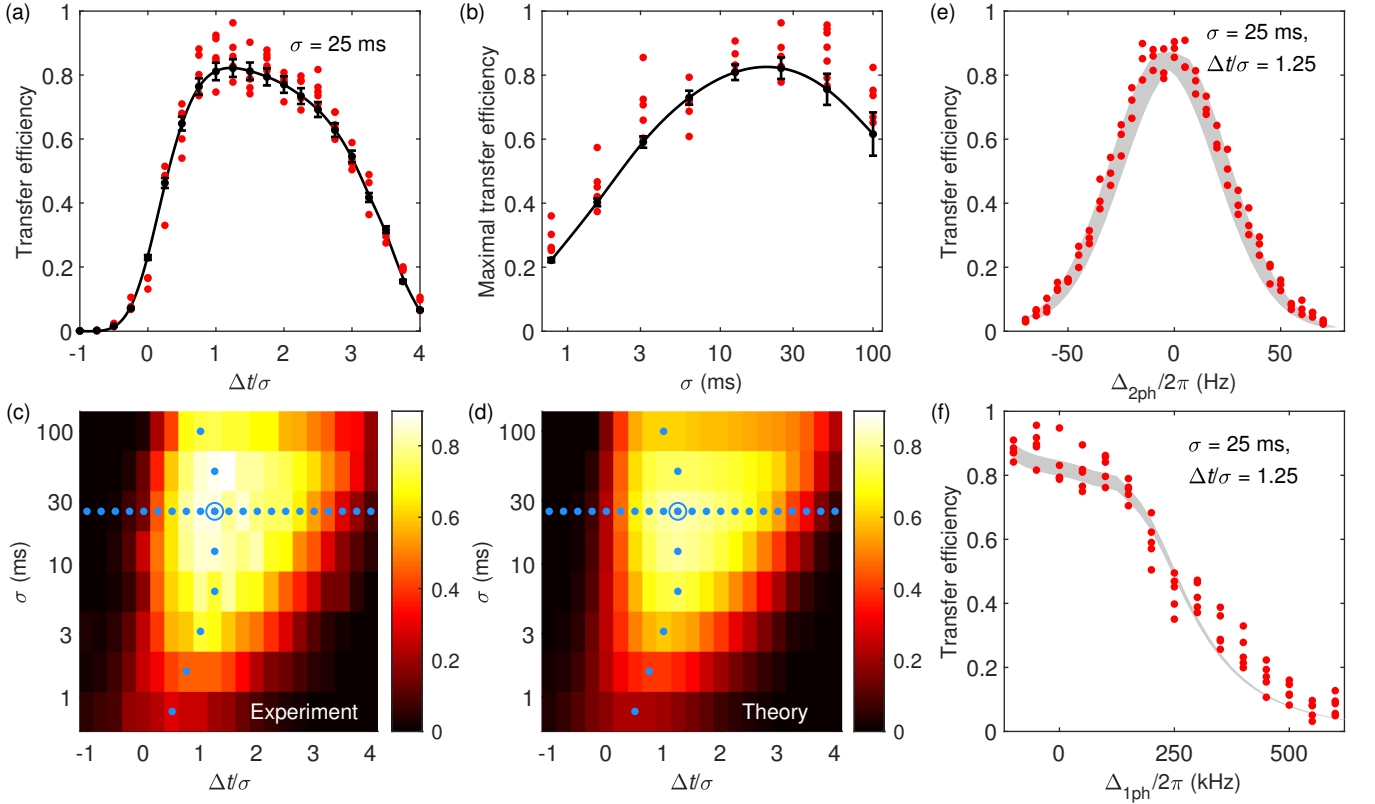 (a)
σ = 25 ms
Transfer efficiency
1
0.8
0.6
0.4
0.2
0
-1 0 1 2 3 4
Δt/σ
(b)
Maximal transfer efficiency
1
0.8
0.6
0.4
0.2
0
1 3 10 30 100
σ (ms)
(e)
σ = 25 ms,
Δt/σ = 1.25
Transfer efficiency
1
0.8
0.6
0.4
0.2
0
-50 0 50
Δ2ph/2π (Hz)
(c)
σ (ms)
100
30
10
3
1
Experiment
-1 0 1 2 3 4
Δt/σ
0.8
0.6
0.4
0.2
0
(d)
σ (ms)
100
30
10
3
1
Theory
-1 0 1 2 3 4
Δt/σ
0.8
0.6
0.4
0.2
0
(f)
σ = 25 ms,
Δt/σ = 1.25
Transfer efficiency
1
0.8
0.6
0.4
0.2
0
0 250 500
Δ1ph/2π (kHz)